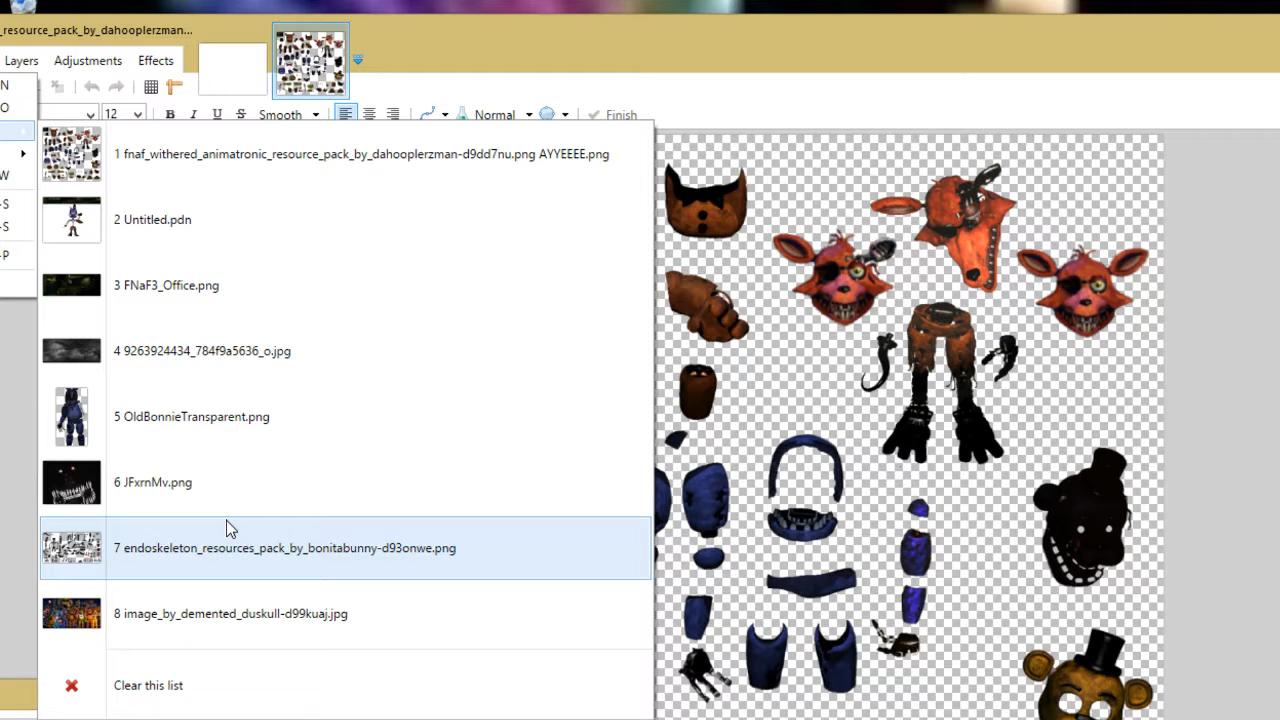 _resource_pack_by_dahooplerzman...
Layers Adjustments Effects
N
O
12 B I U S Smooth Normal Finish
1 fnaf_withered_animatronic_resource_pack_by_dahooplerzman-d9dd7nu.png AYYEEEE.png
W
-S
2 Untitled.pdn
-S
-P
3 FNaF3_Office.png
4 9263924434_784f9a5636_o.jpg
5 OldBonnieTransparent.png
6 JFxrnMv.png
7 endoskeleton_resources_pack_by_bonitabunny-d93onwe.png
8 image_by_demented_duskull-d99kuaj.jpg
Clear this list